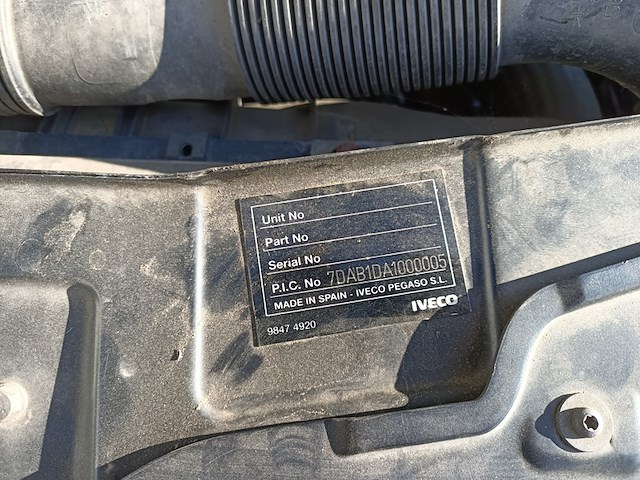 Unit No
Part No
Serial No
P.I.C. No 7DAB1DA1000005
MADE IN SPAIN - IVECO PEGASO S.L.
IVECO
9847 4920